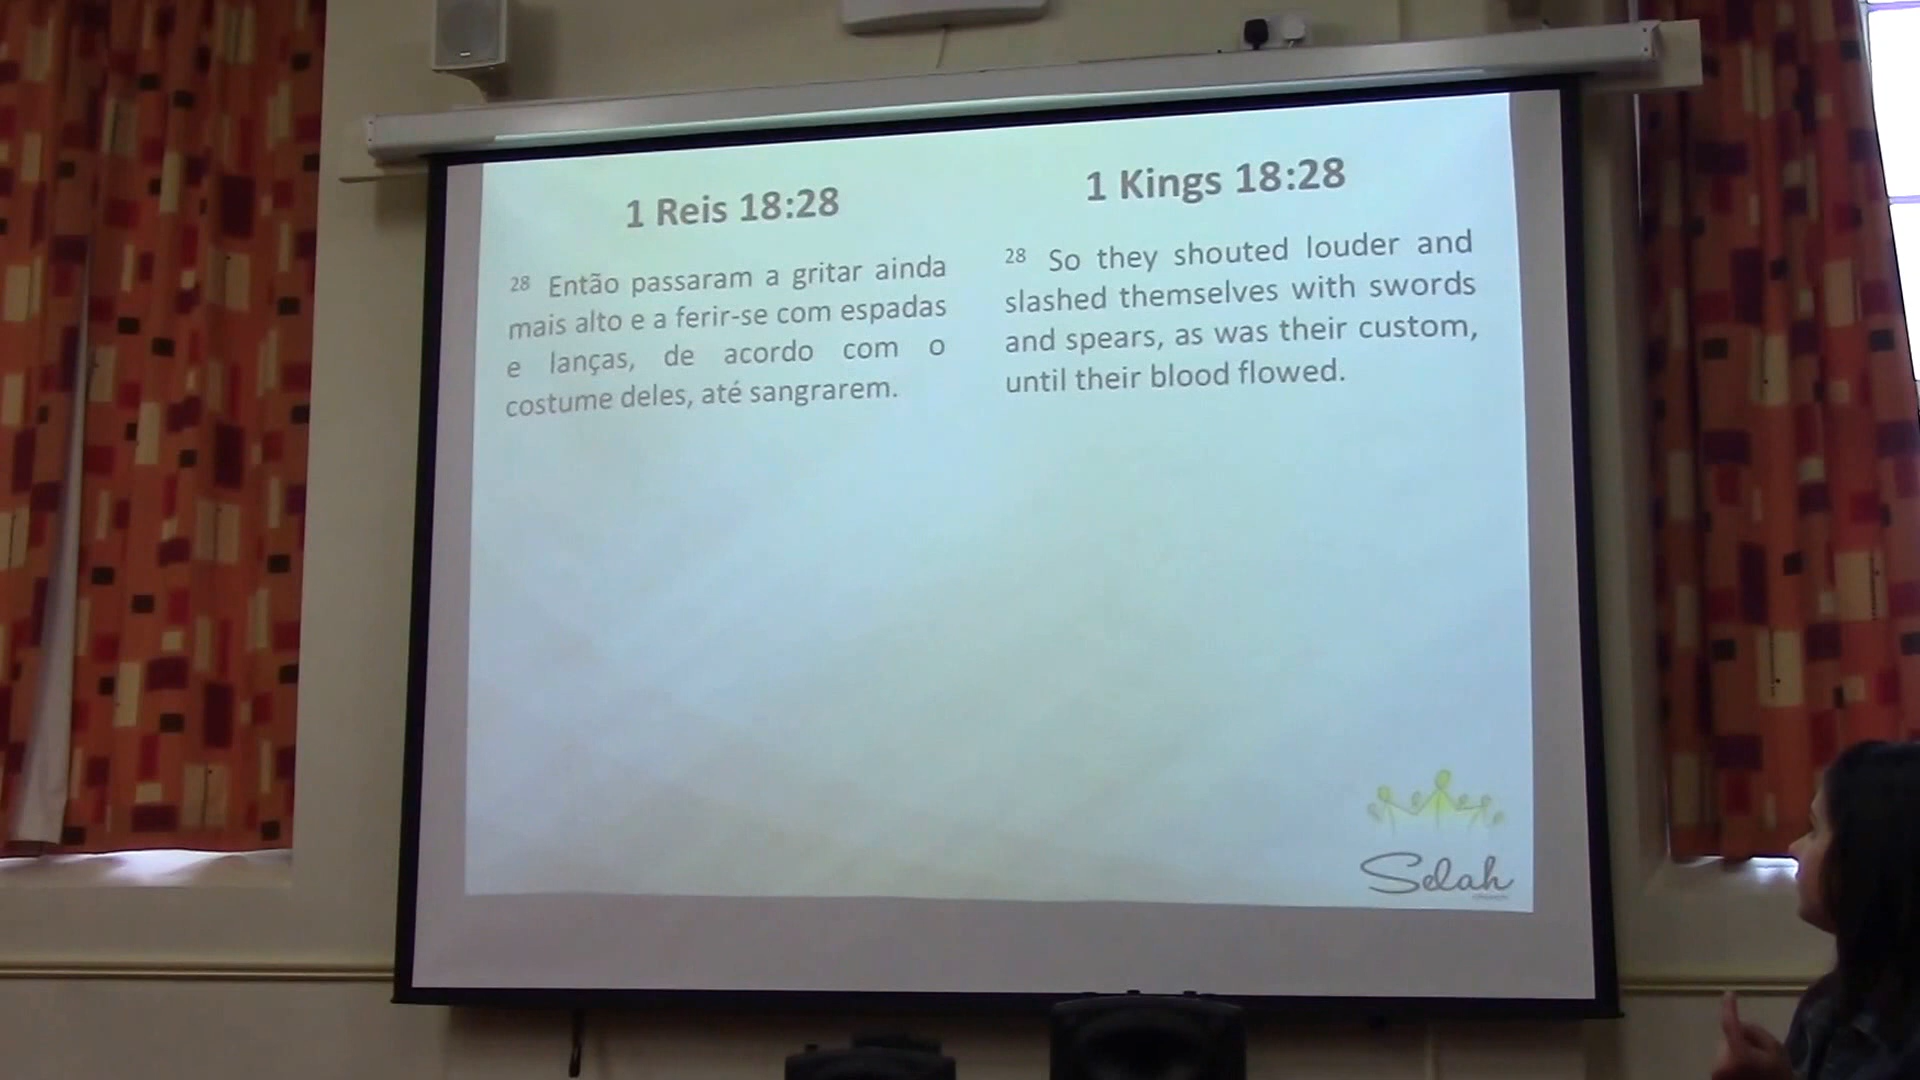 1 Reis 18:28
28 Então passaram a gritar ainda
mais alto e a ferir-se com espadas
e lanças, de acordo com o
costume deles, até sangrarem.
1 Kings 18:28
28 So they shouted louder and
slashed themselves with swords
and spears, as was their custom,
until their blood flowed.
Selah